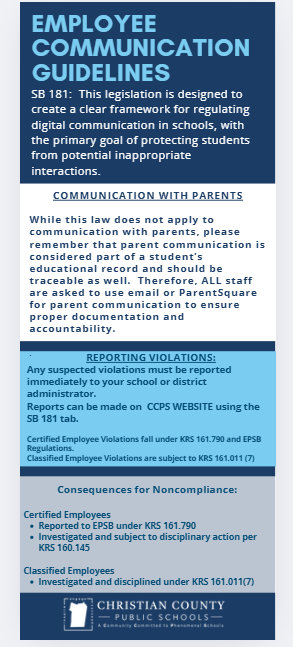 EMPLOYEE
COMMUNICATION
GUIDELINES
SB 181:  This legislation is designed to
create a clear framework for regulating
digital communication in schools, with
the primary goal of protecting students
from potential inappropriate
interactions.
COMMUNICATION WITH PARENTS
While this law does not apply to
communication with parents, please
remember that parent communication is
considered part of a student's
educational record and should be
traceable as well.  Therefore, ALL staff
are asked to use email or ParentSquare
for parent communication to ensure
proper documentation and
accountability.
REPORTING VIOLATIONS:
Any suspected violations must be reported
immediately to your school or district
administrator.
Reports can be made on  CCPS WEBSITE using the
SB 181 tab.
Certified Employee Violations fall under KRS 161.790 and EPSB
Regulations.
Classified Employee Violations are subject to KRS 161.011 (7)
Consequences for Noncompliance:
Certified Employees
• Reported to EPSB under KRS 161.790
• Investigated and subject to disciplinary action per
KRS 160.145
Classified Employees
• Investigated and disciplined under KRS 161.011(7)
CHRISTIAN COUNTY
PUBLIC SCHOOLS
A Community Committed to Phenomenal Schools